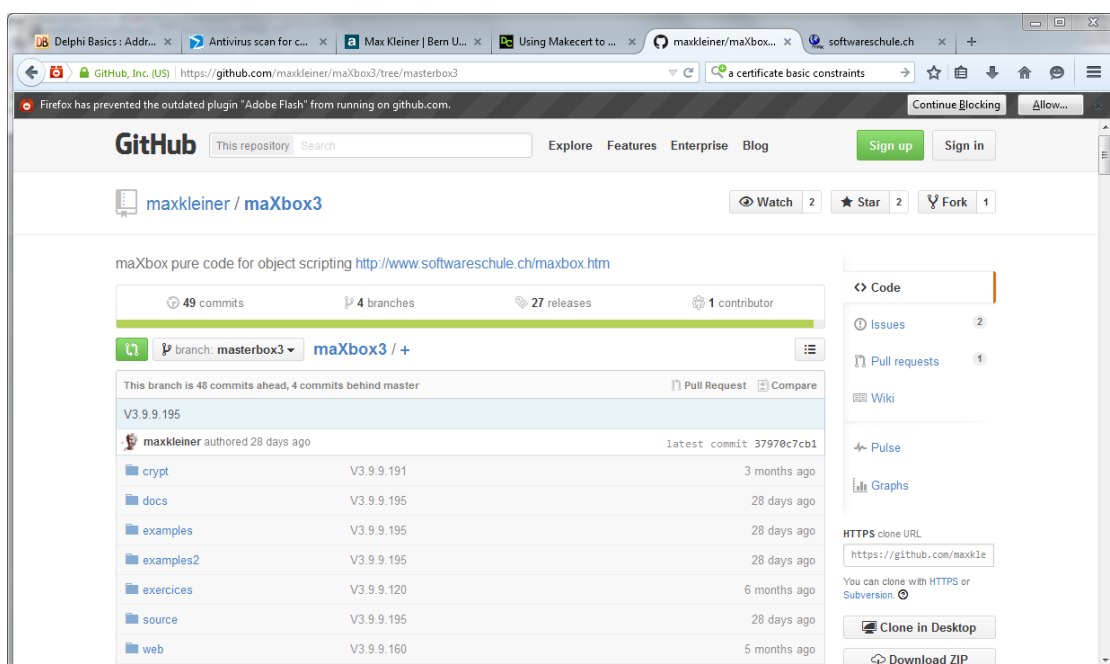 Delphi Basics : Addr... × Antivirus scan for c... × Max Kleiner | Bern U... × Using Makecert to ... × maxkleiner/maXbox... × softwareschule.ch × +
GitHub, Inc. (US) https://github.com/maxkleiner/maXbox3/tree/masterbox3 a certificate basic constraints
Firefox has prevented the outdated plugin "Adobe Flash" from running on github.com. Continue Blocking Allow...
GitHub This repository Search Explore Features Enterprise Blog Sign up Sign in
maxkleiner / maXbox3 Watch 2 Star 2 Fork 1
maXbox pure code for object scripting http://www.softwareschule.ch/maxbox.htm
49 commits 4 branches 27 releases 1 contributor
branch: masterbox3 maXbox3 / +
This branch is 48 commits ahead, 4 commits behind master Pull Request Compare
V3.9.9.195
maxkleiner authored 28 days ago latest commit 37970c7cb1
crypt V3.9.9.191 3 months ago
docs V3.9.9.195 28 days ago
examples V3.9.9.195 28 days ago
examples2 V3.9.9.195 28 days ago
exercices V3.9.9.120 6 months ago
source V3.9.9.195 28 days ago
web V3.9.9.160 5 months ago
<> Code
Issues 2
Pull requests 1
Wiki
Pulse
Graphs
HTTPS clone URL
https://github.com/maxkle
You can clone with HTTPS or
Subversion.
Clone in Desktop
Download ZIP